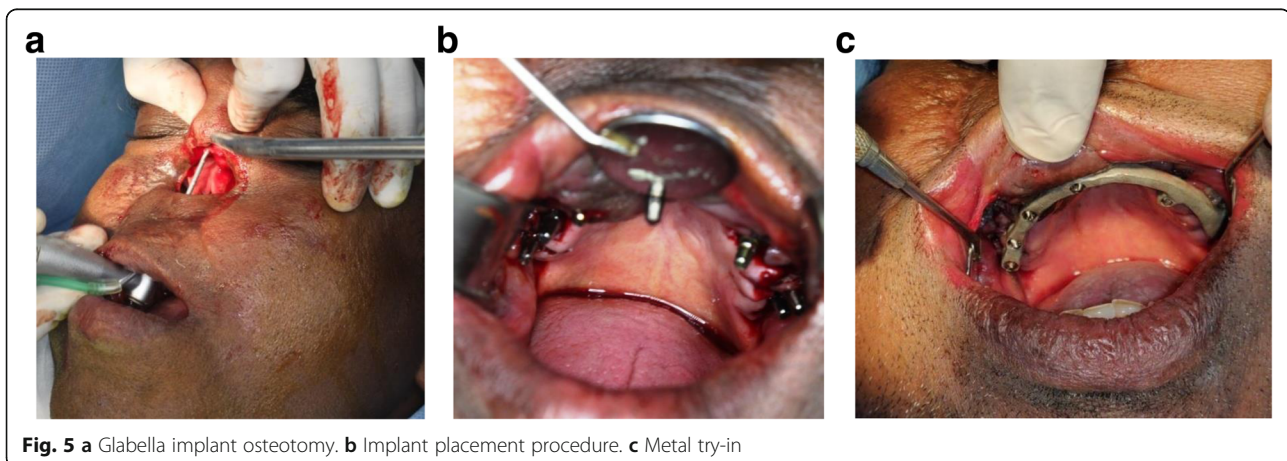 a
b
c
Fig. 5 a Glabella implant osteotomy. b Implant placement procedure. c Metal try-in